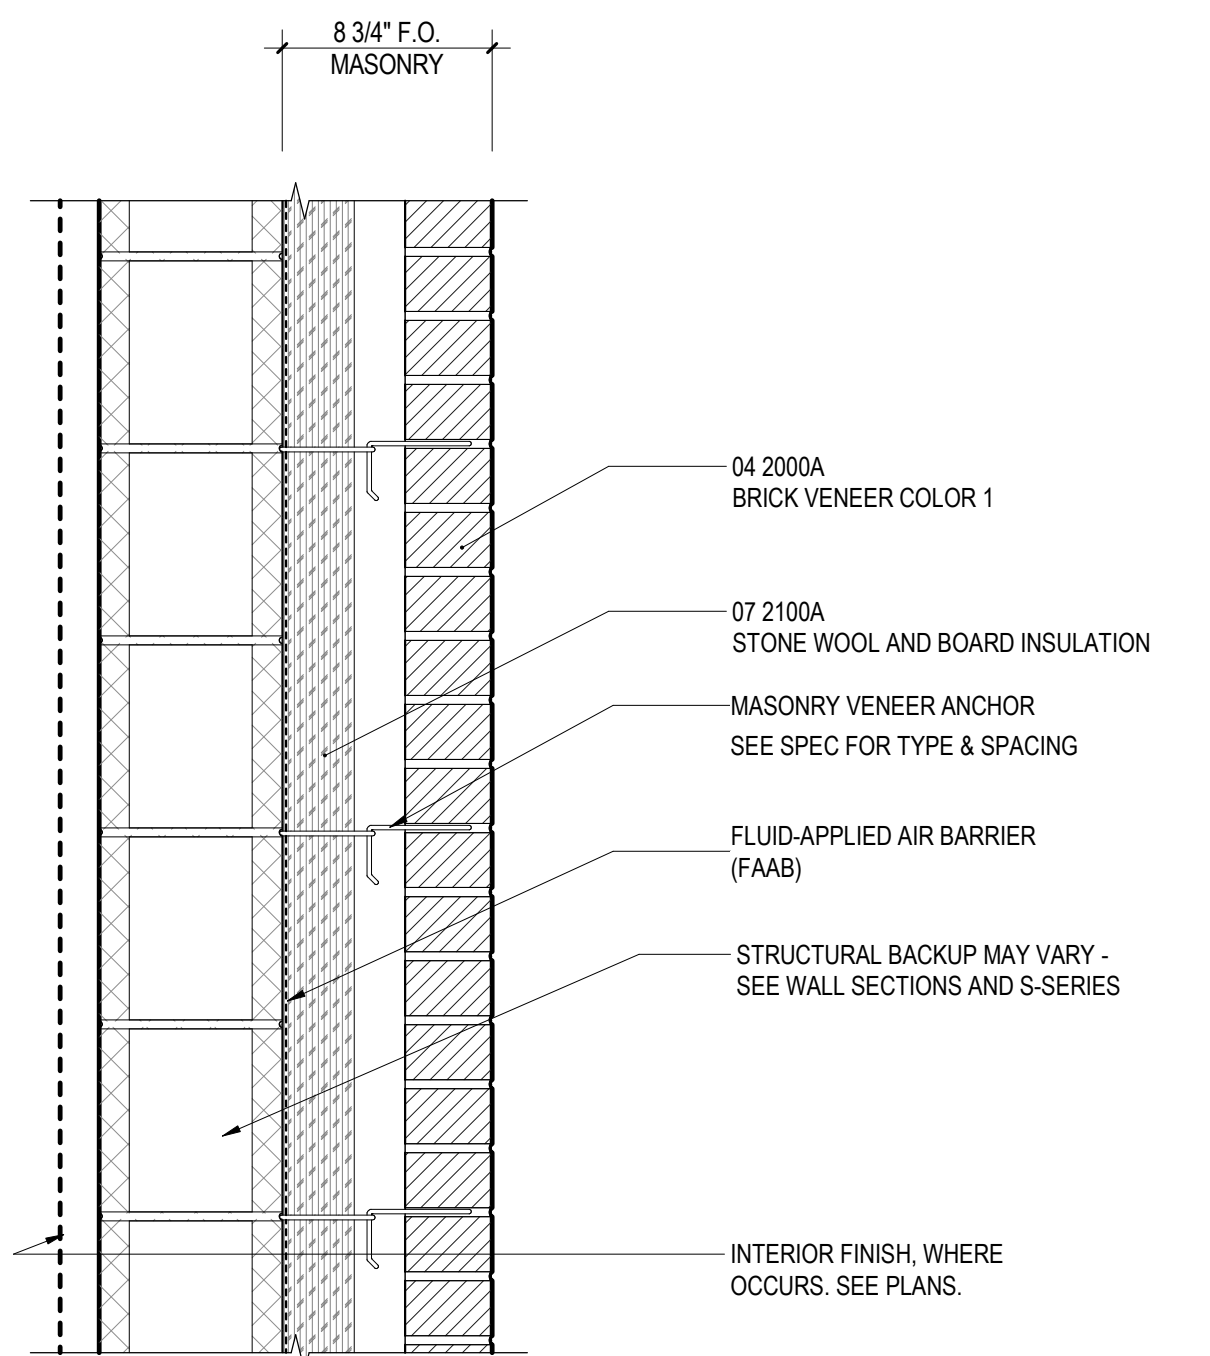 8 3/4" F.O.
MASONRY
04 2000A
BRICK VENEER COLOR 1
07 2100A
STONE WOOL AND BOARD INSULATION
MASONRY VENEER ANCHOR
SEE SPEC FOR TYPE & SPACING
FLUID-APPLIED AIR BARRIER
(FAAB)
STRUCTURAL BACKUP MAY VARY -
SEE WALL SECTIONS AND S-SERIES
INTERIOR FINISH, WHERE
OCCURS. SEE PLANS.